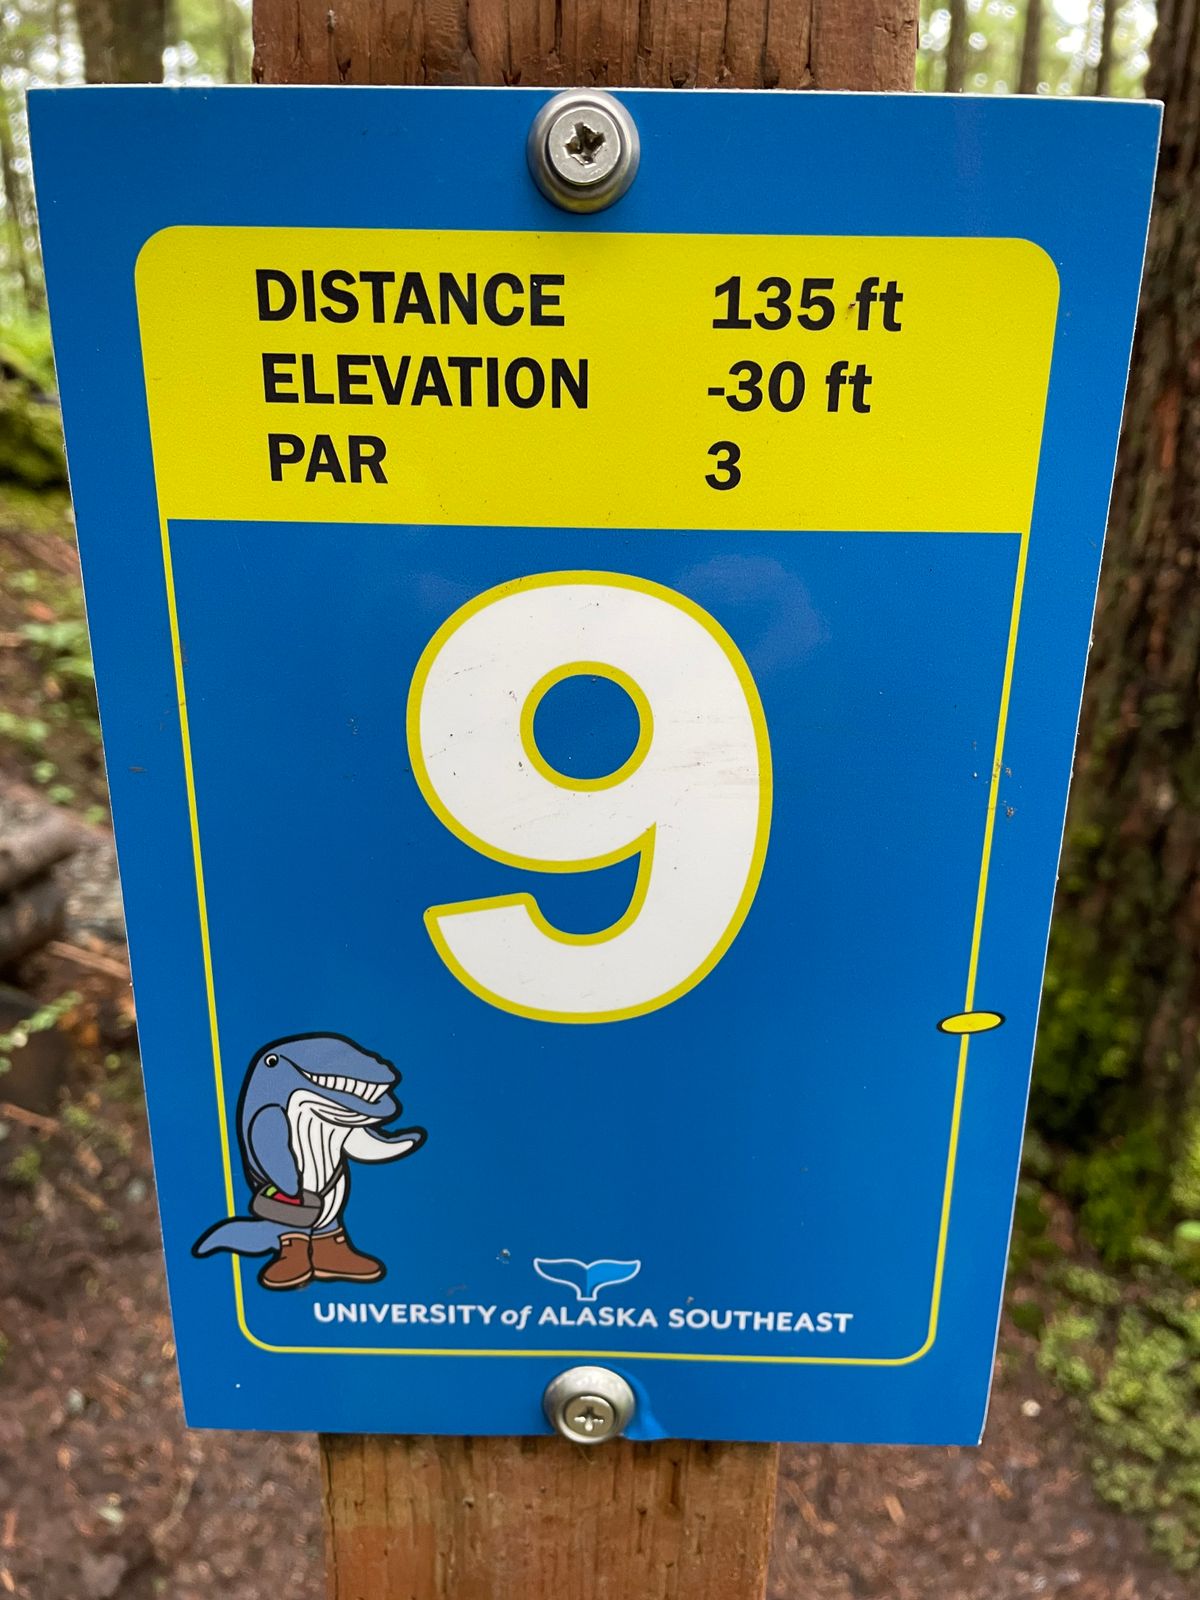 DISTANCE 135 ft
ELEVATION -30 ft
PAR 3
9
UNIVERSITY of ALASKA SOUTHEAST